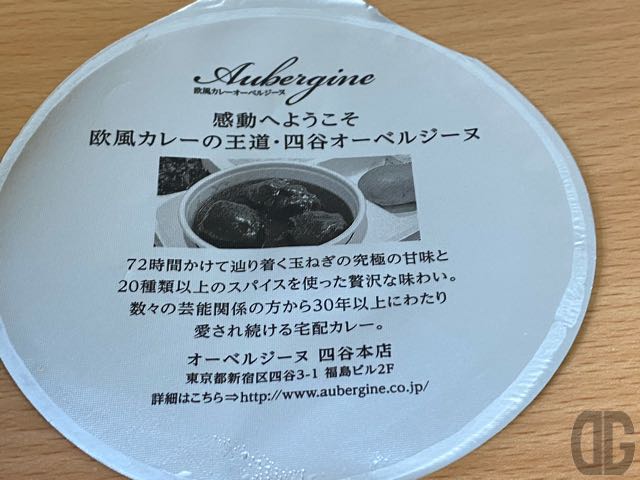 Aubergine
欧風カレーオーベルジーヌ
感動へようこそ
欧風カレーの王道・四谷オーベルジーヌ
72時間かけて辿り着く玉ねぎの究極の甘味と
20種類以上のスパイスを使った贅沢な味わい。
数々の芸能関係の方から30年以上にわたり
愛され続ける宅配カレー。
オーベルジーヌ 四谷本店
東京都新宿区四谷3-1 福島ビル2F
詳細はこちら⇒http://www.aubergine.co.jp/
DG